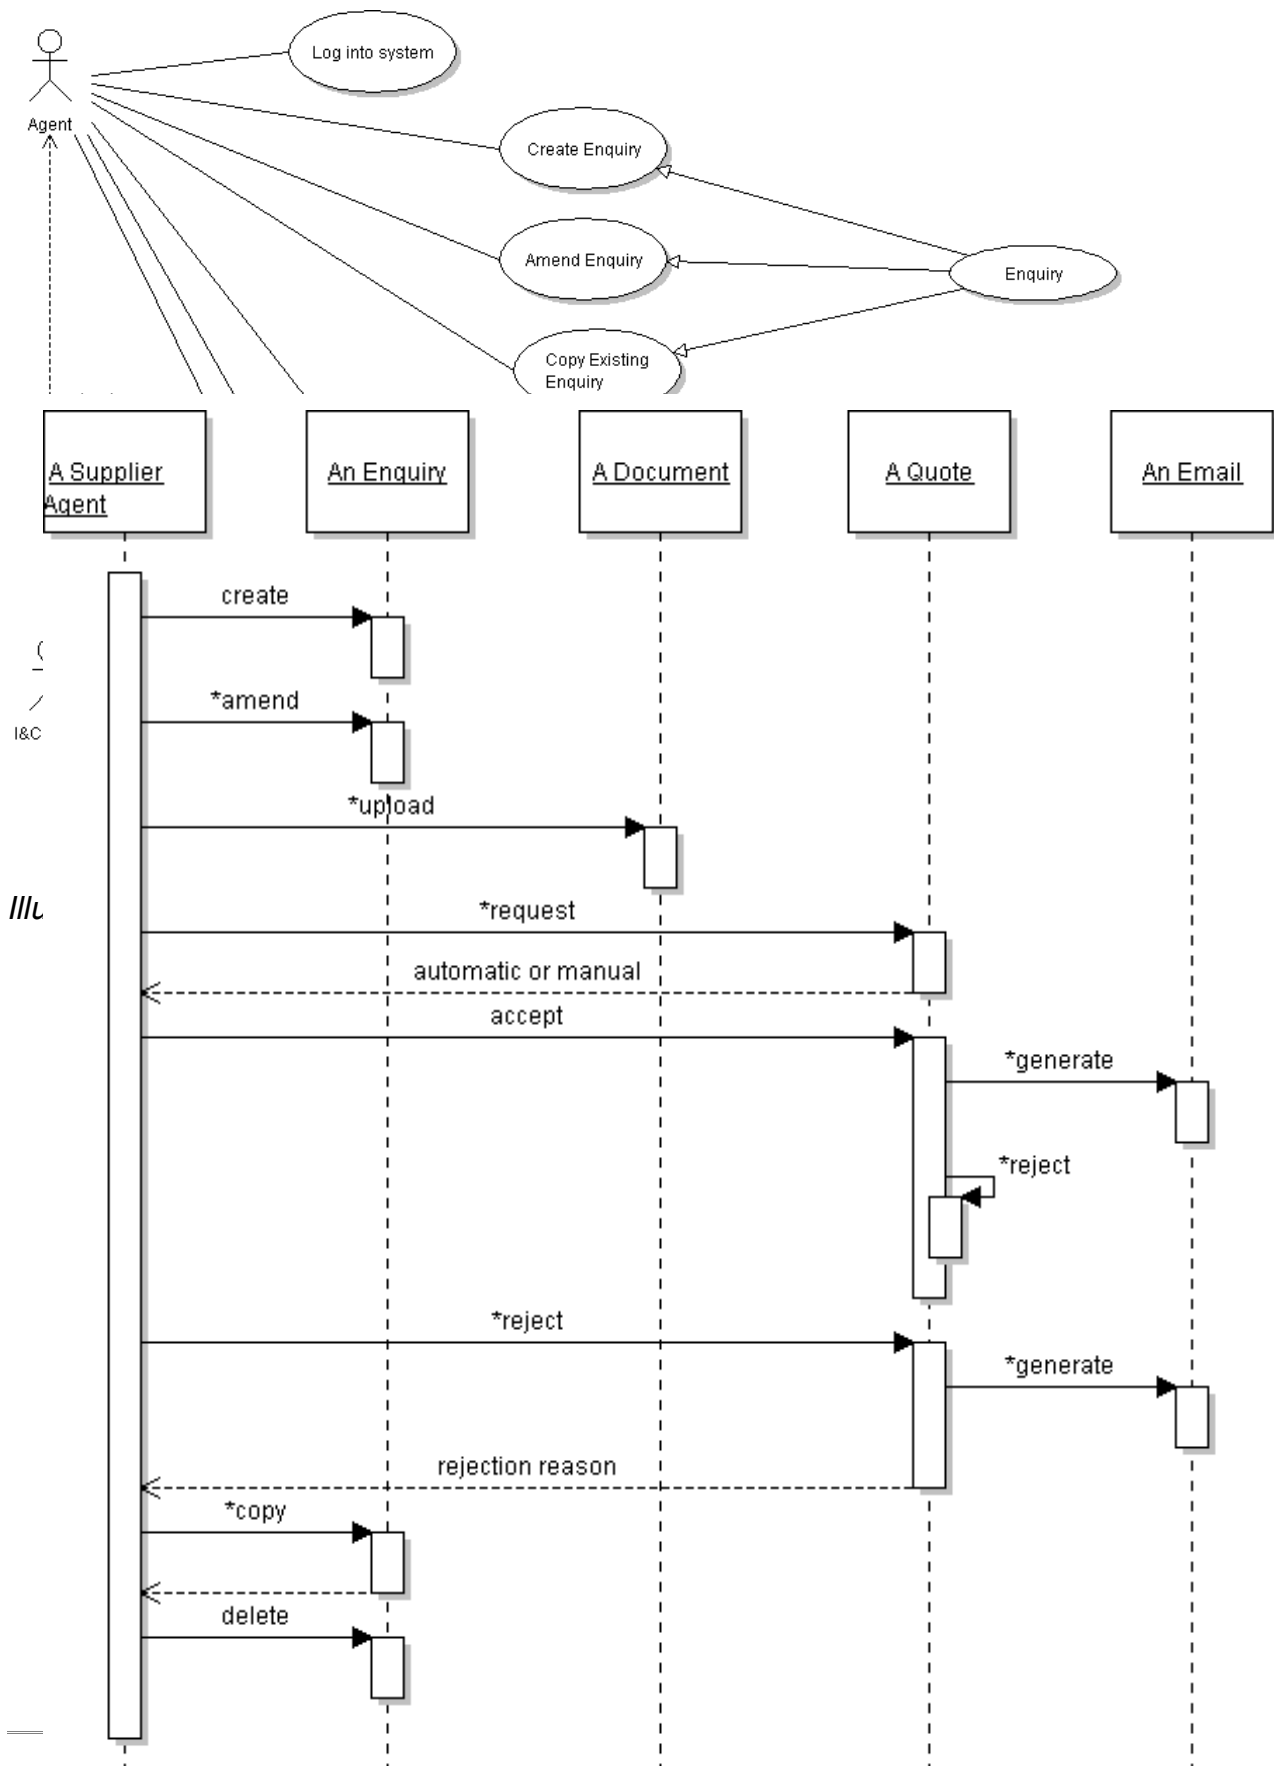 Log into system
Agent
Create Enquiry
Amend Enquiry
Enquiry
Copy Existing
Enquiry
A Supplier
Agent
An Enquiry
A Document
A Quote
An Email
create
*amend
I&C
*upload
Illu
*request
automatic or manual
accept
*generate
*reject
*reject
*generate
rejection reason
*copy
delete